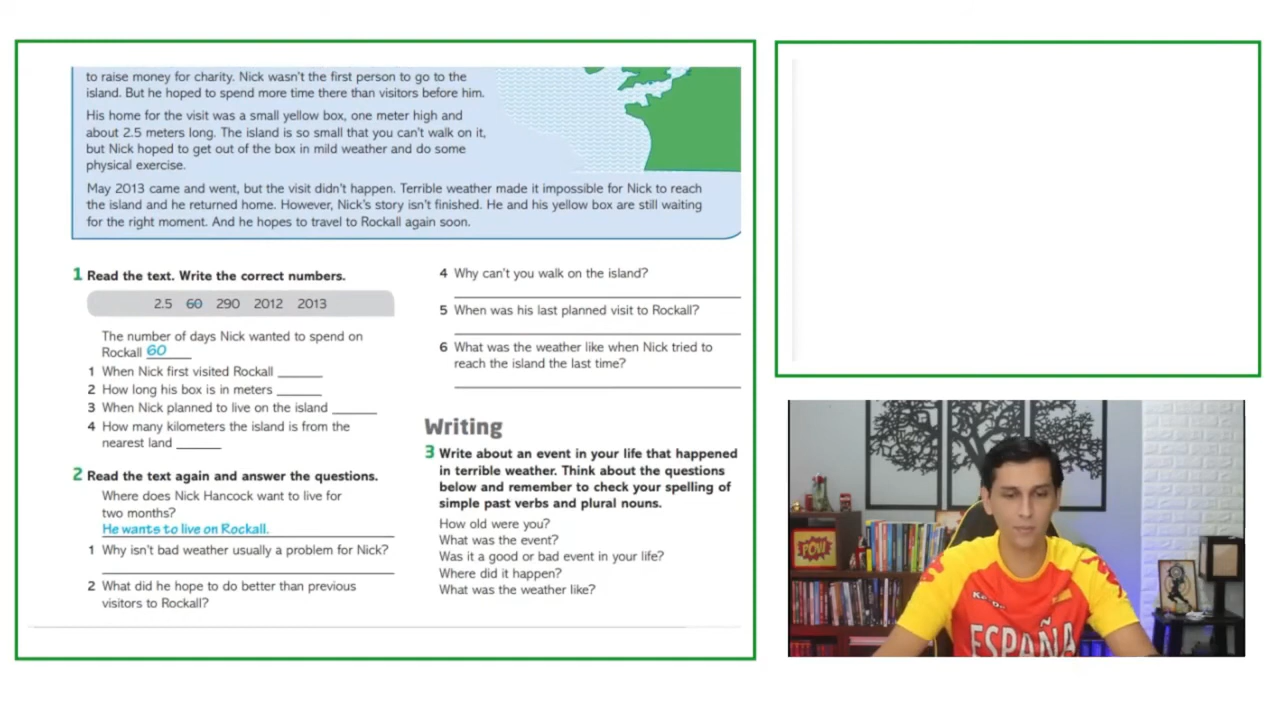 to raise money for charity. Nick wasn't the first person to go to the
island. But he hoped to spend more time there than visitors before him.
His home for the visit was a small yellow box, one meter high and
about 2.5 meters long. The island is so small that you can't walk on it,
but Nick hoped to get out of the box in mild weather and do some
physical exercise.
May 2013 came and went, but the visit didn't happen. Terrible weather made it impossible for Nick to reach
the island and he returned home. However, Nick's story isn't finished. He and his yellow box are still waiting
for the right moment. And he hopes to travel to Rockall again soon.
1 Read the text. Write the correct numbers.
2.5 60 290 2012 2013
The number of days Nick wanted to spend on
Rockall 60
1 When Nick first visited Rockall ______
2 How long his box is in meters ______
3 When Nick planned to live on the island ______
4 How many kilometers the island is from the
nearest land ______
2 Read the text again and answer the questions.
Where does Nick Hancock want to live for
two months?
He wants to live on Rockall.
1 Why isn't bad weather usually a problem for Nick?
2 What did he hope to do better than previous
visitors to Rockall?
4 Why can't you walk on the island?
5 When was his last planned visit to Rockall?
6 What was the weather like when Nick tried to
reach the island the last time?
Writing
3 Write about an event in your life that happened
in terrible weather. Think about the questions
below and remember to check your spelling of
simple past verbs and plural nouns.
How old were you?
What was the event?
Was it a good or bad event in your life?
Where did it happen?
What was the weather like?
POW
ESPAÑA